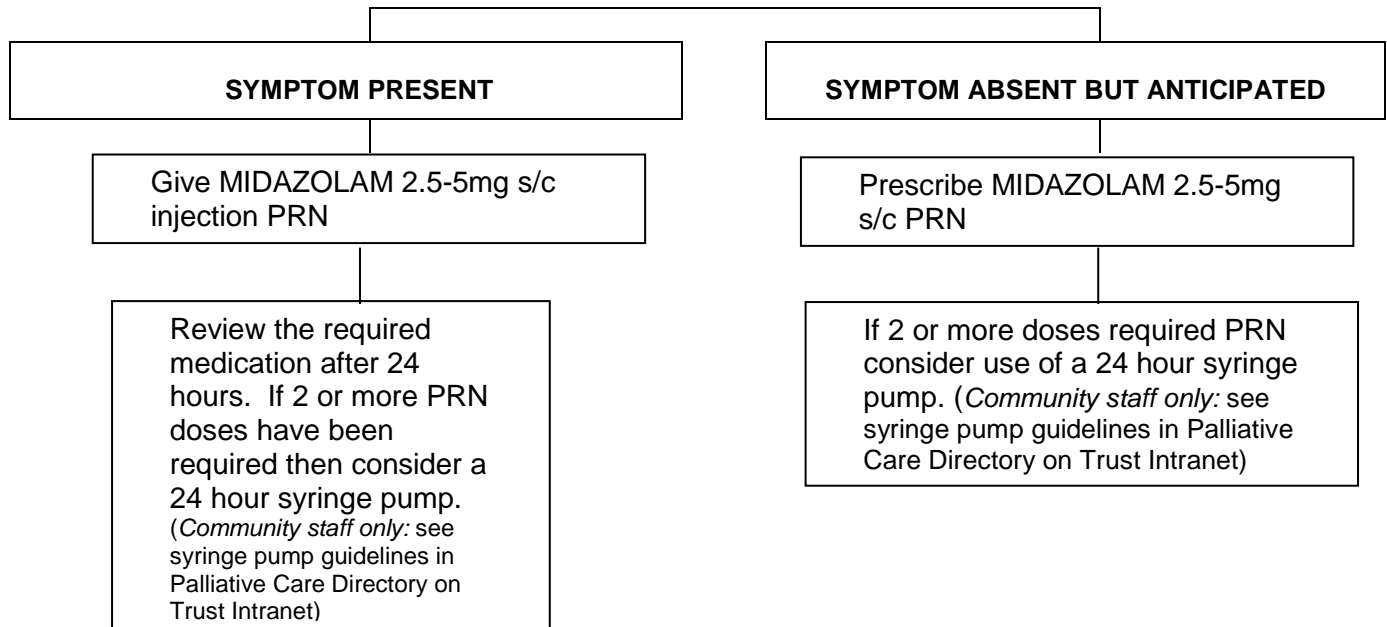 SYMPTOM PRESENT
Give MIDAZOLAM 2.5-5mg s/c
injection PRN
Review the required
medication after 24
hours.  If 2 or more PRN
doses have been
required then consider a
24 hour syringe pump.
(Community staff only: see
syringe pump guidelines in
Palliative Care Directory on
Trust Intranet)
SYMPTOM ABSENT BUT ANTICIPATED
Prescribe MIDAZOLAM 2.5-5mg
s/c PRN
If 2 or more doses required PRN
consider use of a 24 hour syringe
pump. (Community staff only: see
syringe pump guidelines in Palliative
Care Directory on Trust Intranet)